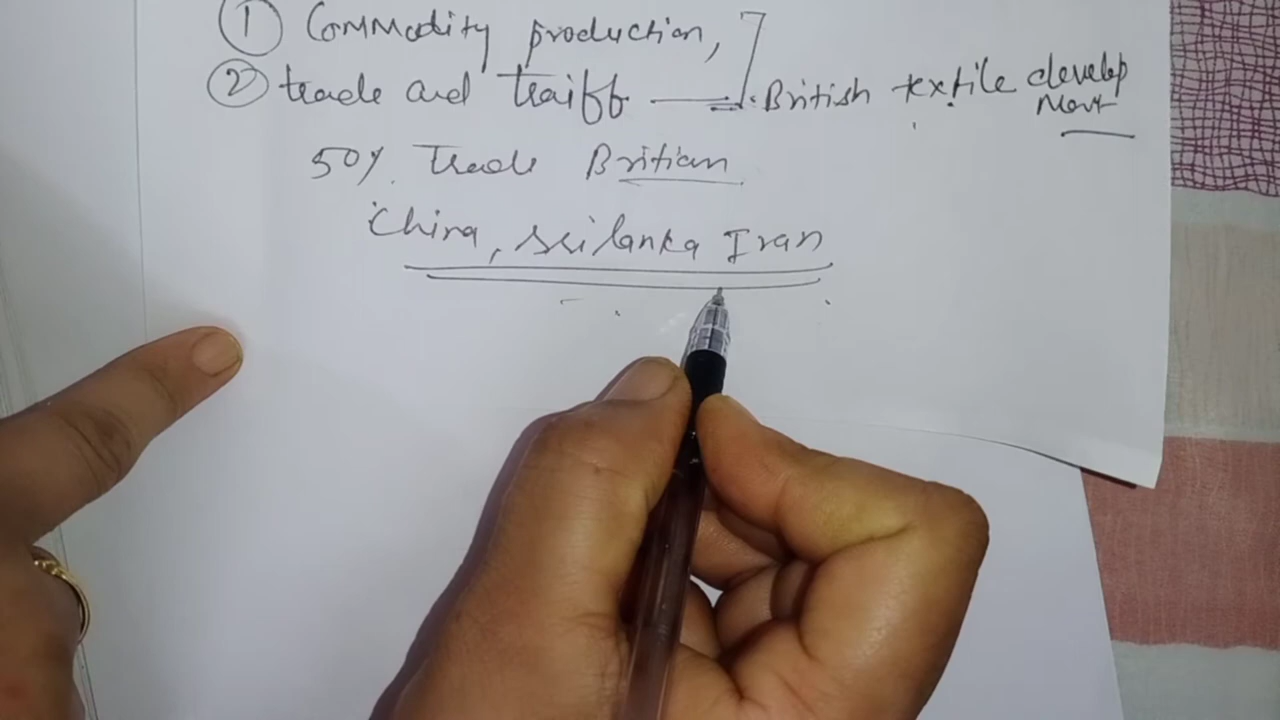 ① Commodity production,
② trade and traiff — British textile develop
ment
50% Trade Britian
China, srilanka Iran